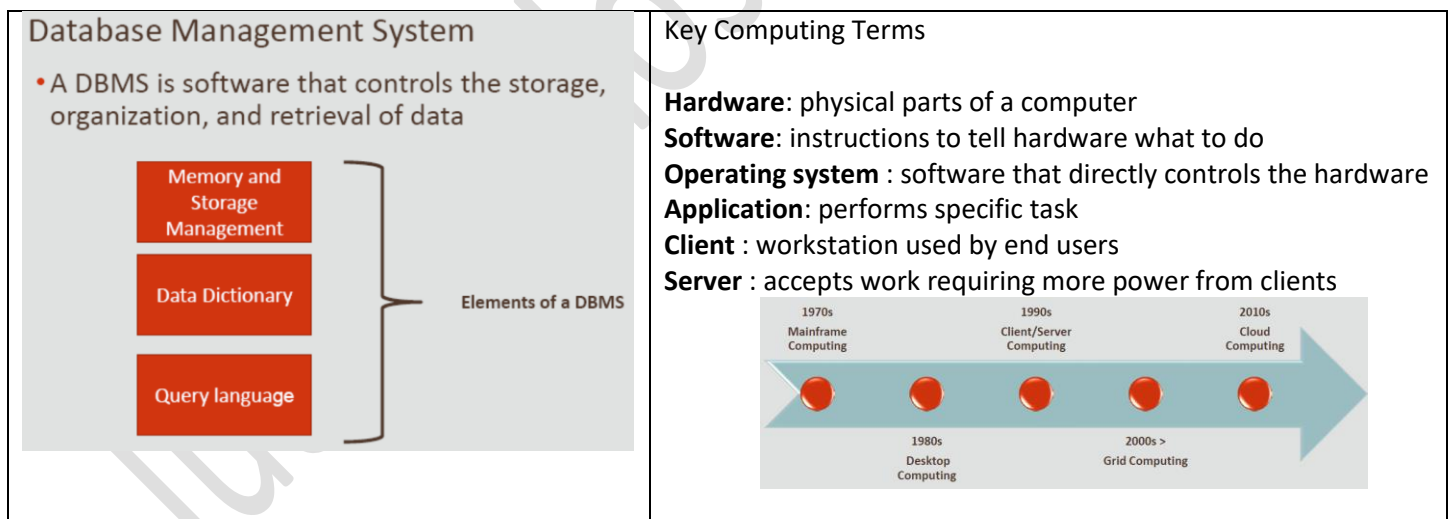 Database Management System
• A DBMS is software that controls the storage,
organization, and retrieval of data
Memory and
Storage
Management
Data Dictionary
Query language
Elements of a DBMS
Key Computing Terms
Hardware: physical parts of a computer
Software: instructions to tell hardware what to do
Operating system : software that directly controls the hardware
Application: performs specific task
Client : workstation used by end users
Server : accepts work requiring more power from clients
1970s
Mainframe
Computing
1990s
Client/Server
Computing
2010s
Cloud
Computing
1980s
Desktop
Computing
2000s >
Grid Computing